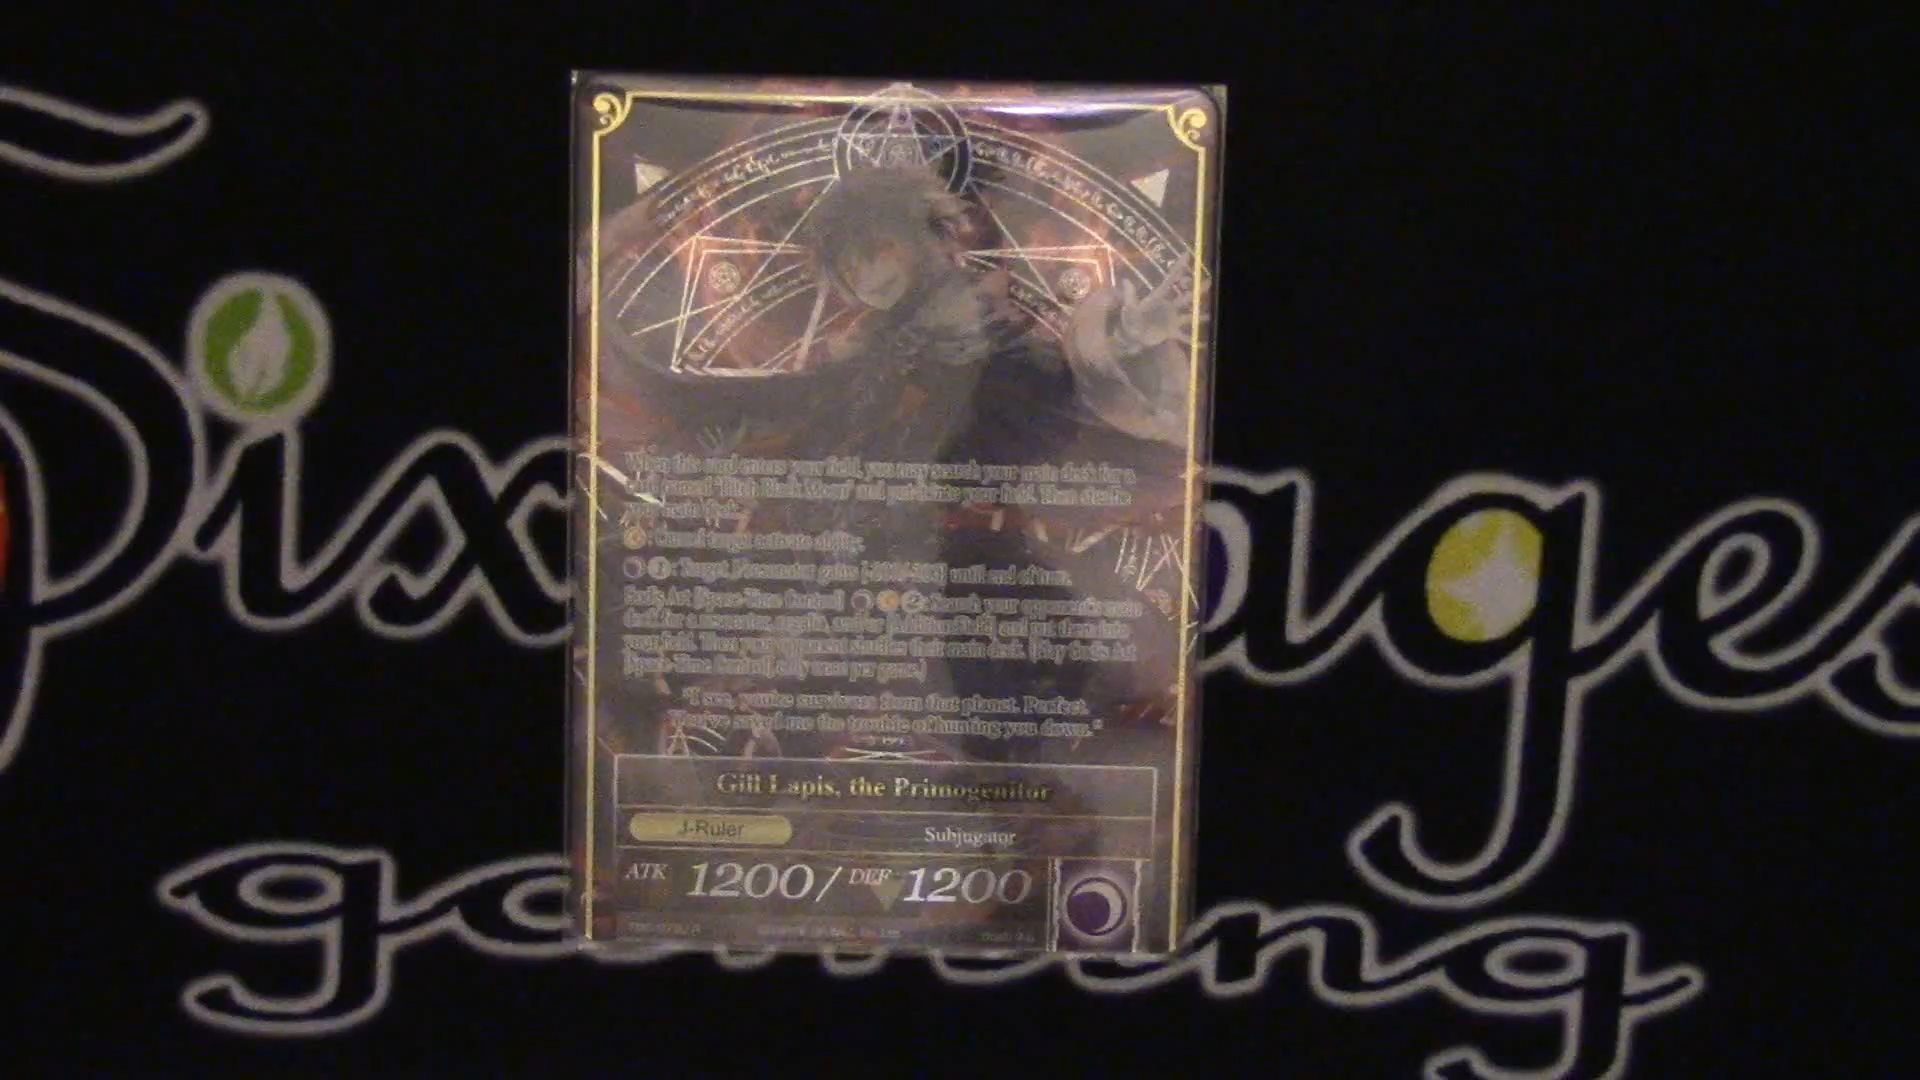 When this card enters your field, you may search your main deck for a
card named "Pitch Black Moon" and put it into your field. Then shuffle
your main deck.
: Cancel target activate ability.
: Target Resonator gains [-200/-200] until end of turn.
God's Art [Space-Time Control] 2: Search your opponent's main
deck for a resonator, regalia, and/or and put them into
your field. Then your opponent shuffles their main deck. (Play God's Art
[Space-Time Control] only once per game.)
"I see, you're survivors from that planet. Perfect.
You've saved me the trouble of hunting you down."
Gill Lapis, the Primogenitor
J-Ruler Subjugator
ATK 1200/ DEF 1200
Six ages
gaming